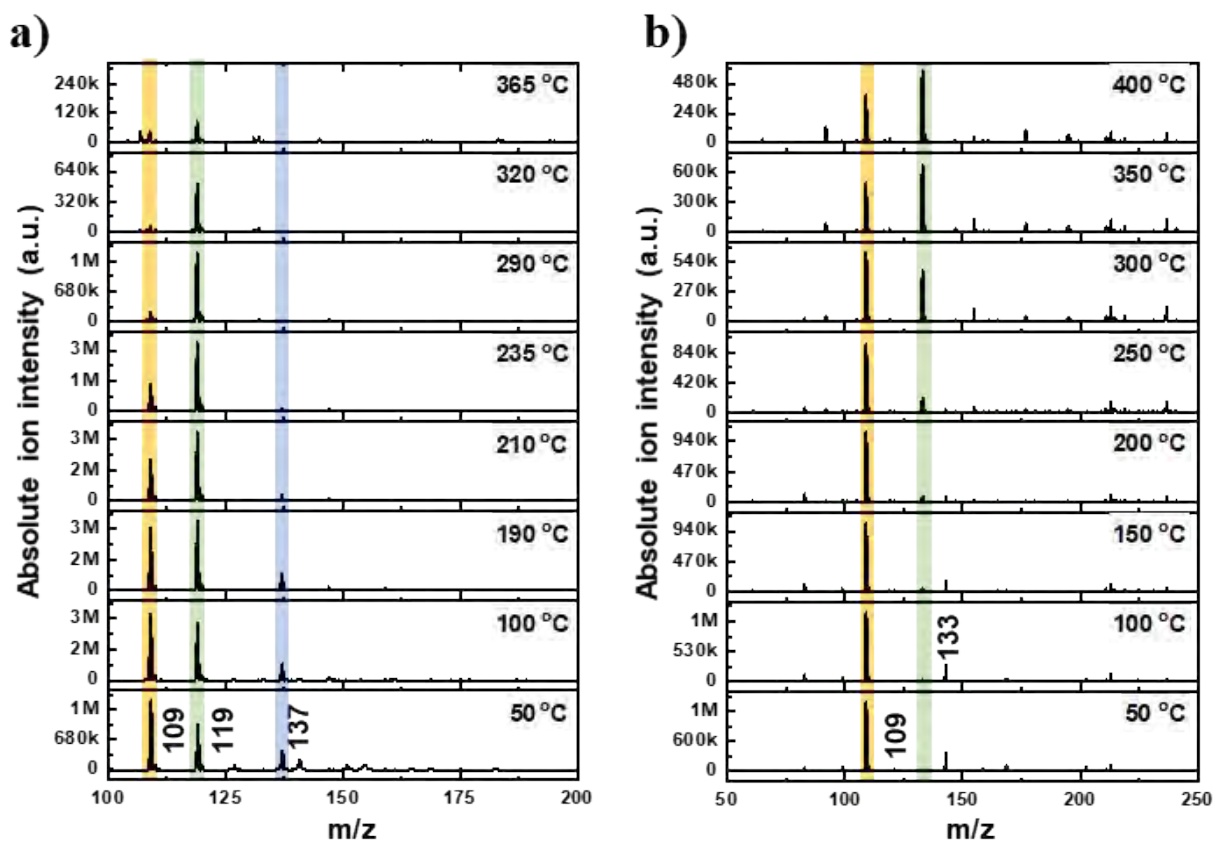 a)
Absolute ion intensity (a.u.)
240k
120k
0
365 °C
640k
320k
0
320 °C
1M
680k
0
290 °C
3M
1M
0
235 °C
3M
2M
0
210 °C
3M
2M
0
190 °C
3M
2M
0
100 °C
1M
680k
0
50 °C
109
119
137
100
125
150
175
200
m/z
b)
Absolute ion intensity (a.u.)
480k
240k
0
400 °C
600k
300k
0
350 °C
540k
270k
0
300 °C
840k
420k
0
250 °C
940k
470k
0
200 °C
940k
470k
0
150 °C
1M
530k
0
100 °C
133
1M
600k
0
50 °C
109
50
100
150
200
250
m/z